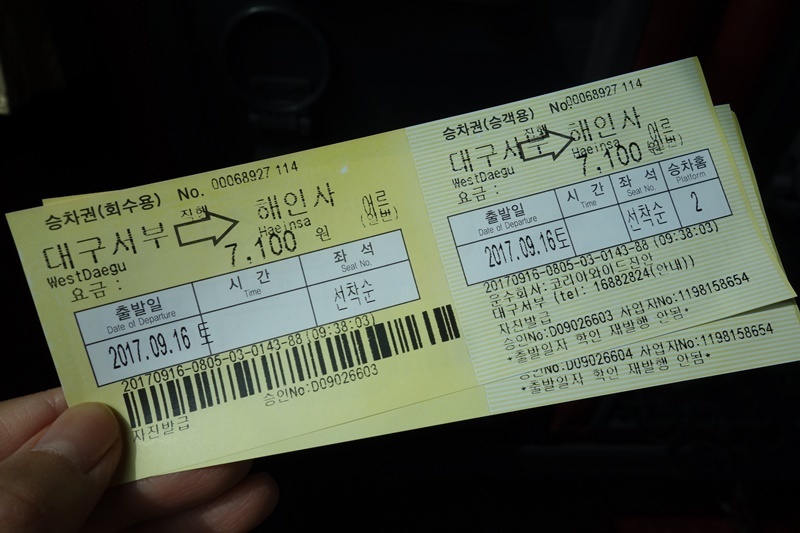 승차권(회수용) No. 00068927 114
직행
대구서부 해인사 어른
WestDaegu Haeinsa (일반)
요금 : 7,100 원
출발일 시간 좌석
Date of Departure Time Seat No.
2017.09.16 토 선착순
20170916-0805-03-0143-88 (09:38:03)
승인No:D09026603
자진발급
승차권(승객용) No. 00068927 114
직행
대구서부 해인사 어른
WestDaegu Haeinsa (일반)
요금 : 7,100 원
출발일 시간 좌석 승차홈
Date of Departure Time Seat No. Platform
2017.09.16 토 선착순 2
20170916-0805-03-0143-88 (09:38:03)
운수회사:코리아와이드진안
대구서부 (tel: 16882824(안내))
자진발급
승인No:D09026603 사업자No:1198158654
*출발일자 확인 재발행 안됨*
승인No:D09026604 사업자No:1198158654
*출발일자 확인 재발행 안됨*